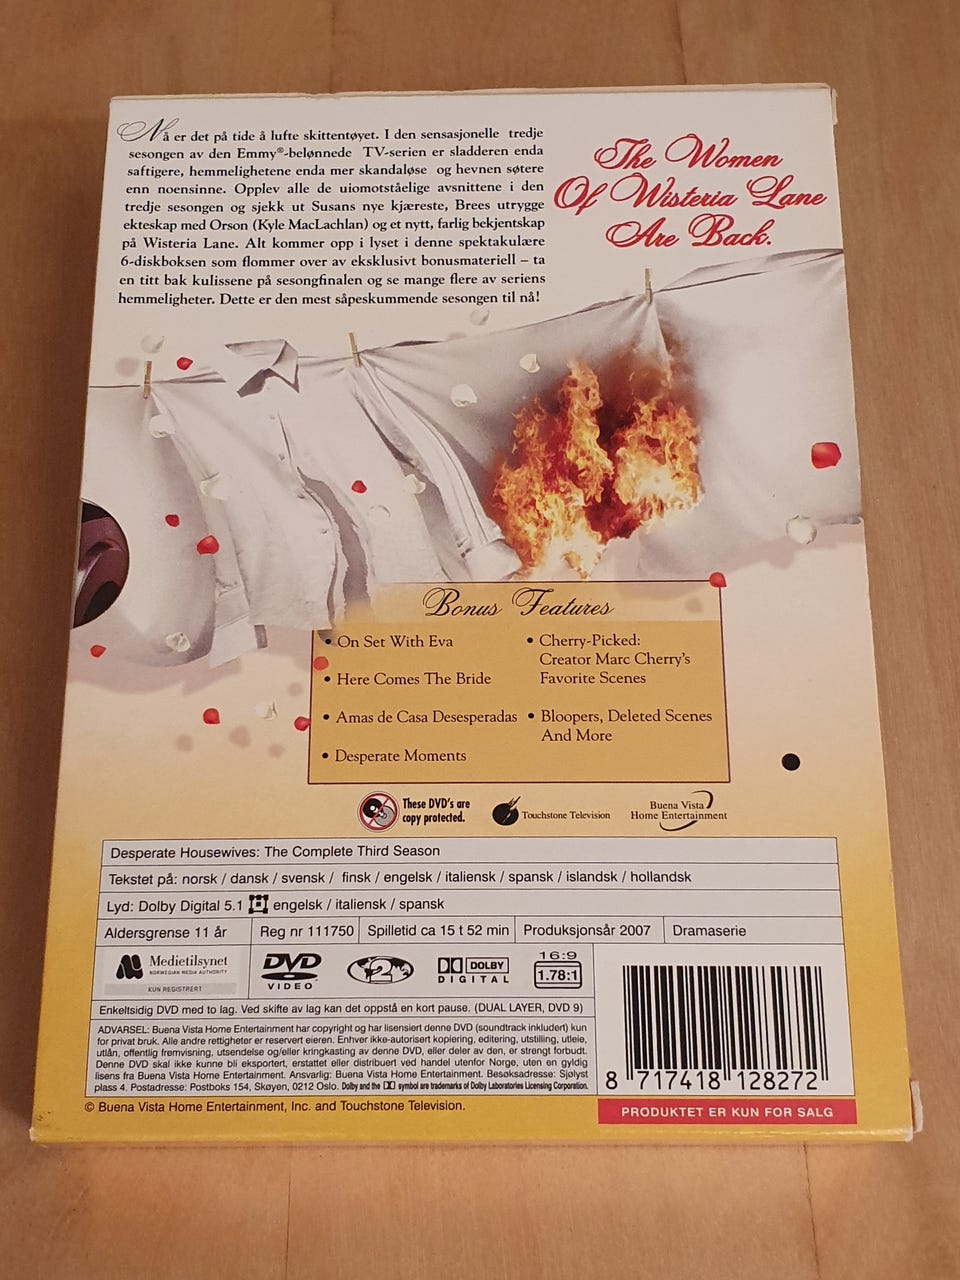 Nå er det på tide å lufte skittentøyet. I den sensasjonelle tredje
sesongen av den Emmy®-belønnede TV-serien er sladderen enda
saftigere, hemmelighetene enda mer skandaløse og hevnen søtere
enn noensinne. Opplev alle de uiomotståelige avsnittene i den
tredje sesongen og sjekk ut Susans nye kjæreste, Brees utrygge
ekteskap med Orson (Kyle MacLachlan) og et nytt, farlig bekjentskap
på Wisteria Lane. Alt kommer opp i lyset i denne spektakulære
6-diskboksen som flommer over av eksklusivt bonusmateriell – ta
en titt bak kulissene på sesongfinalen og se mange flere av seriens
hemmeligheter. Dette er den mest såpeskummende sesongen til nå!
The Women
Of Wisteria Lane
Are Back.
Bonus Features
• On Set With Eva
• Here Comes The Bride
• Amas de Casa Desesperadas
• Desperate Moments
• Cherry-Picked:
Creator Marc Cherry's
Favorite Scenes
• Bloopers, Deleted Scenes
And More
These DVD's are
copy protected.
Touchstone Television
Buena Vista
Home Entertainment
Desperate Housewives: The Complete Third Season
Tekstet på: norsk / dansk / svensk / finsk / engelsk / italiensk / spansk / islandsk / hollandsk
Lyd: Dolby Digital 5.1 engelsk / italiensk / spansk
Aldersgrense 11 år
Reg nr 111750
Spilletid ca 15 t 52 min
Produksjonsår 2007
Dramaserie
Medietilsynet
NORWEGIAN MEDIA AUTHORITY
KUN REGISTRERT
DVD
VIDEO
2
DOLBY
DIGITAL
16:9
1.78:1
Enkeltsidig DVD med to lag. Ved skifte av lag kan det oppstå en kort pause. (DUAL LAYER, DVD 9)
ADVARSEL: Buena Vista Home Entertainment har copyright og har lisensiert denne DVD (soundtrack inkludert) kun
for privat bruk. Alle andre rettigheter er reservert eieren. Enhver ikke-autorisert kopiering, editering, utstilling, utleie,
utlån, offentlig fremvisning, utsendelse og/eller kringkasting av denne DVD, eller deler av den, er strengt forbudt.
Denne DVD skal ikke kunne bli eksportert, erstattet eller distribuert ved handel utenfor Norge, uten en gyldig
lisens fra Buena Vista Home Entertainment. Ansvarlig: Buena Vista Home Entertainment. Besøksadresse: Sjølyst
plass 4. Postadresse: Postboks 154, Skøyen, 0212 Oslo. Dolby and the DD symbol are trademarks of Dolby Laboratories Licensing Corporation.
8 717418 128272
© Buena Vista Home Entertainment, Inc. and Touchstone Television.
PRODUKTET ER KUN FOR SALG